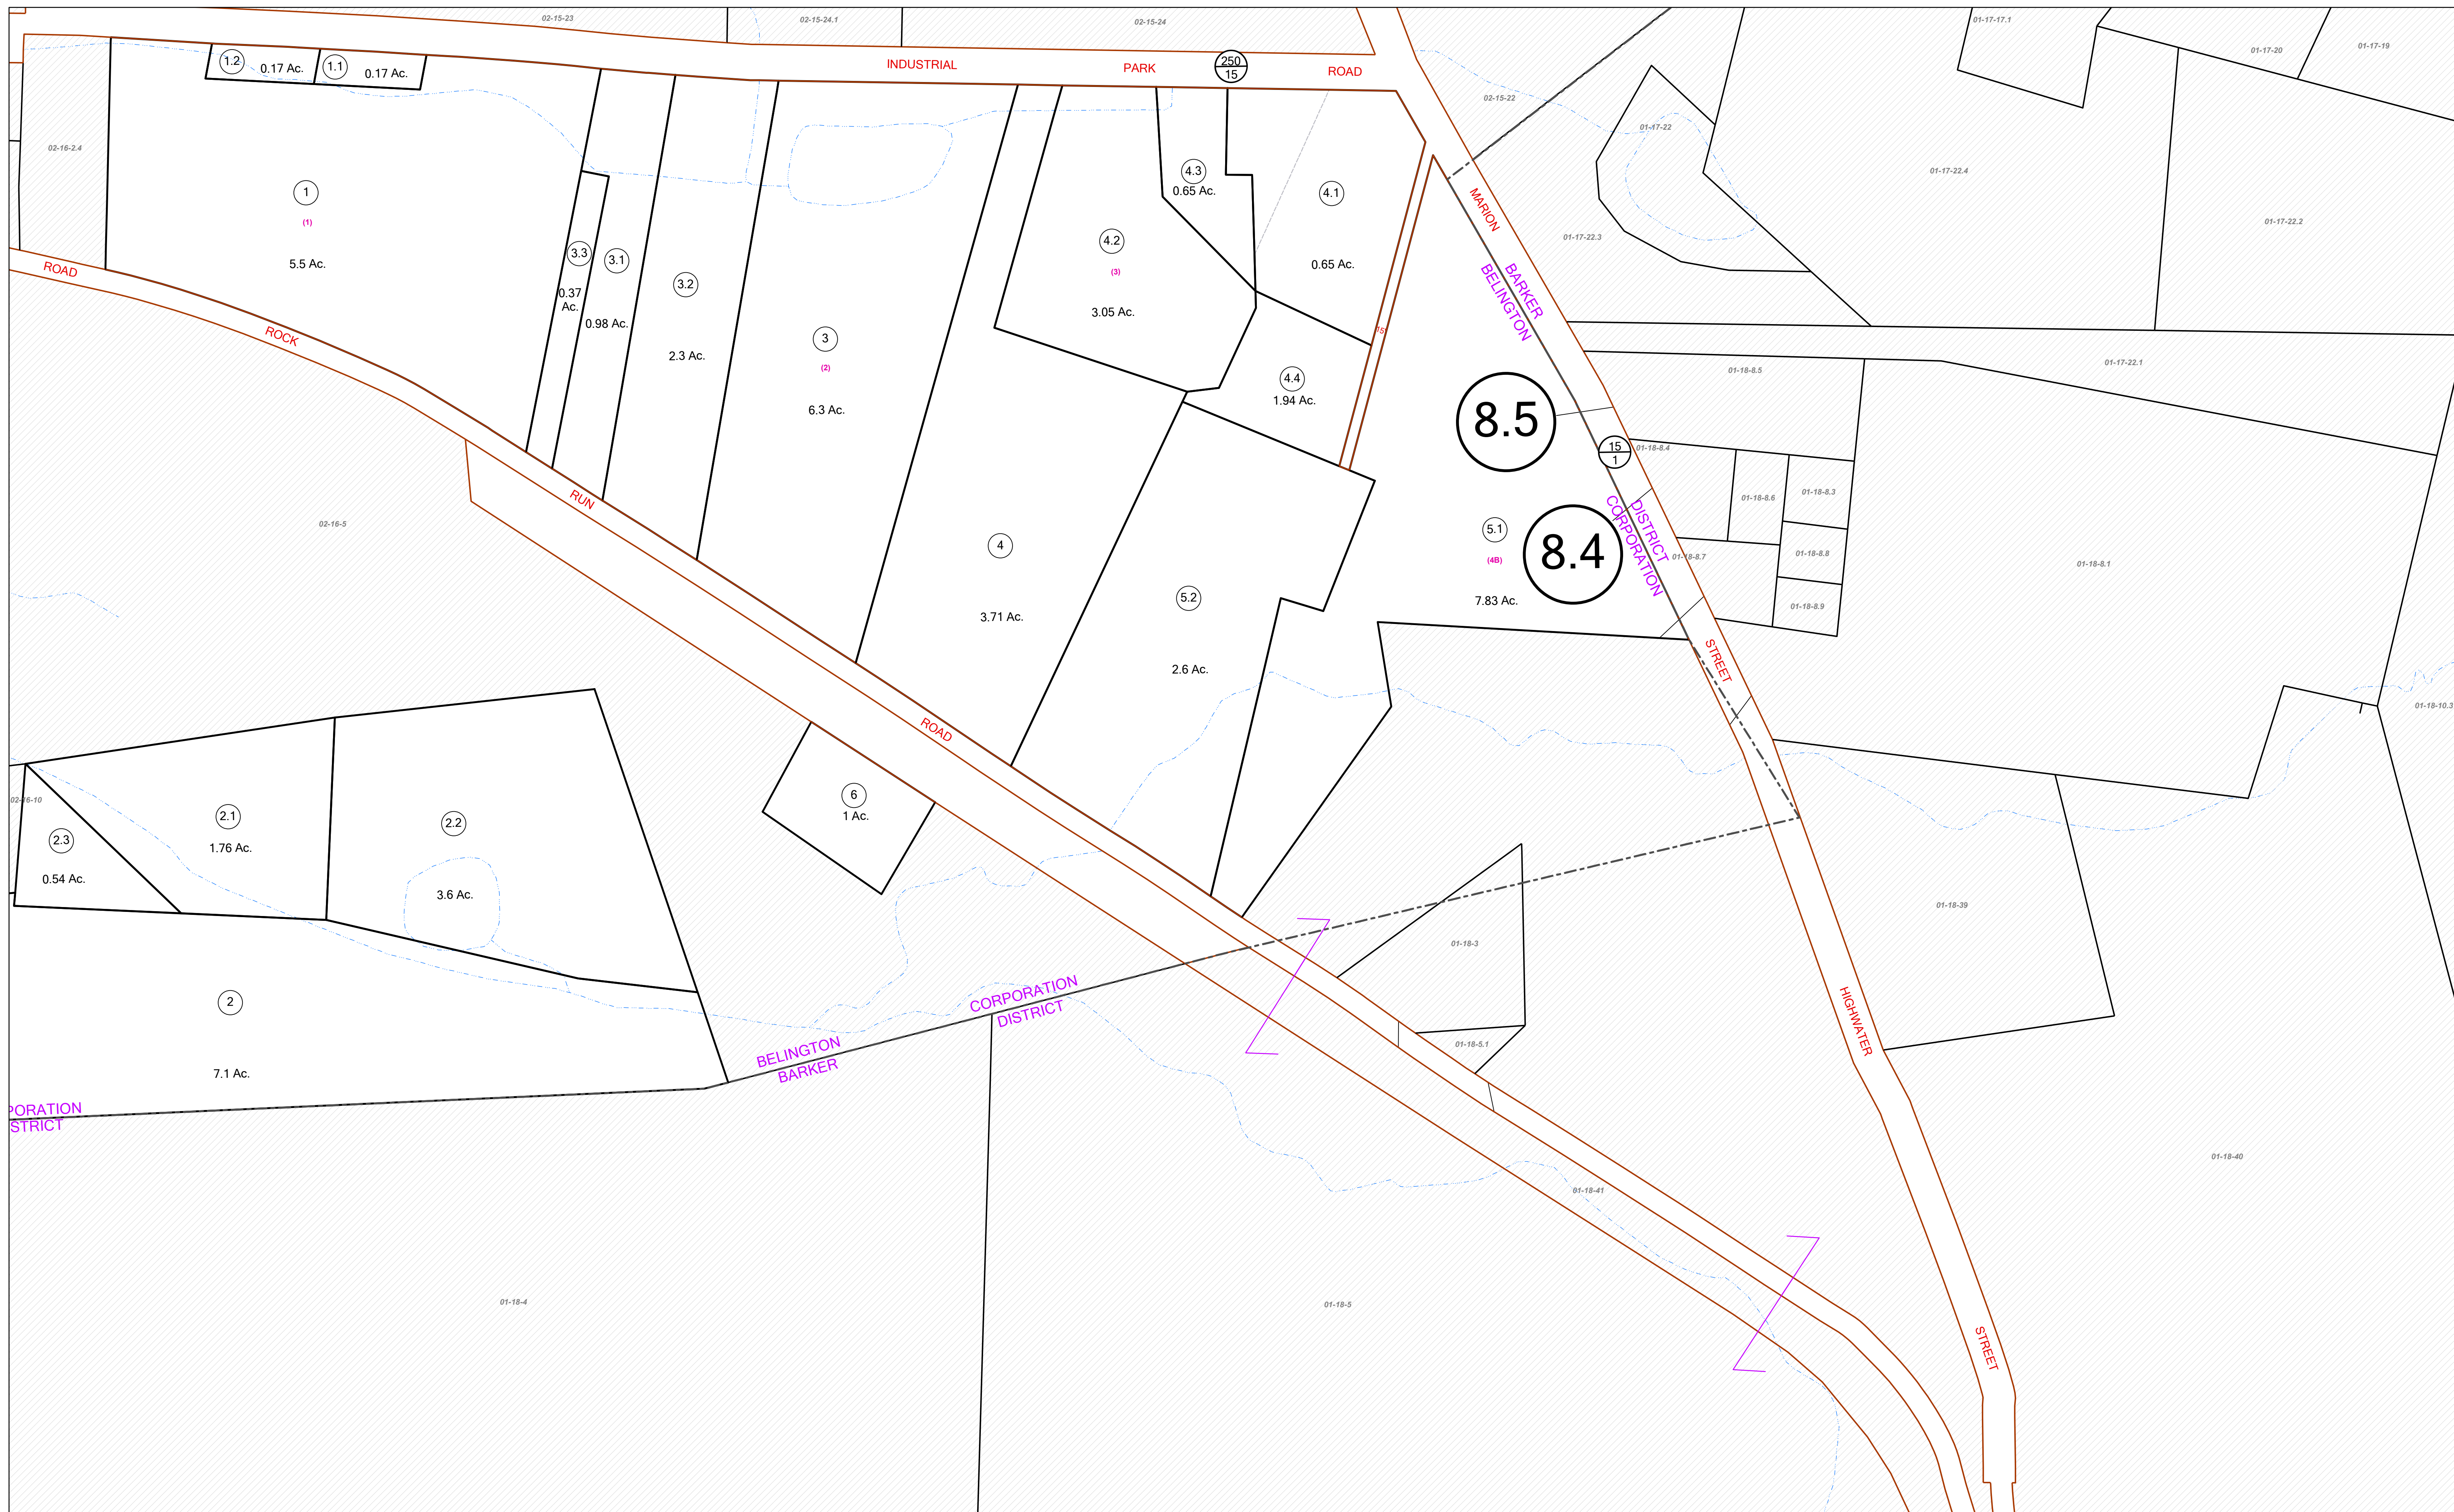 02-15-23
02-15-24.1
02-15-24
01-17-17.1
01-17-20
01-17-19
INDUSTRIAL PARK ROAD
250
15
1.2
0.17 Ac.
1.1
0.17 Ac.
02-15-22
01-17-22
01-17-22.4
01-17-22.2
01-17-22.3
02-16-2.4
1
(1)
5.5 Ac.
3.3
0.37
Ac.
3.1
0.98 Ac.
3.2
2.3 Ac.
3
(2)
6.3 Ac.
4.2
(3)
3.05 Ac.
4.3
0.65 Ac.
4.1
0.65 Ac.
15'
4.4
1.94 Ac.
MARION
BARKER
BELINGTON
ROAD
ROCK
RUN
ROAD
01-17-22.1
01-18-8.5
8.5
15
1
01-18-8.4
01-18-8.6
01-18-8.3
01-18-8.8
01-18-8.7
01-18-8.9
01-18-8.1
DISTRICT
CORPORATION
8.4
5.1
(4B)
7.83 Ac.
02-16-5
4
3.71 Ac.
5.2
2.6 Ac.
STREET
01-18-10.3
02-16-10
2.3
0.54 Ac.
2.1
1.76 Ac.
2.2
3.6 Ac.
6
1 Ac.
01-18-39
01-18-3
2
7.1 Ac.
CORPORATION
DISTRICT
BELINGTON
BARKER
PORATION
STRICT
01-18-5.1
HIGHWATER
01-18-40
01-18-41
01-18-4
01-18-5
STREET